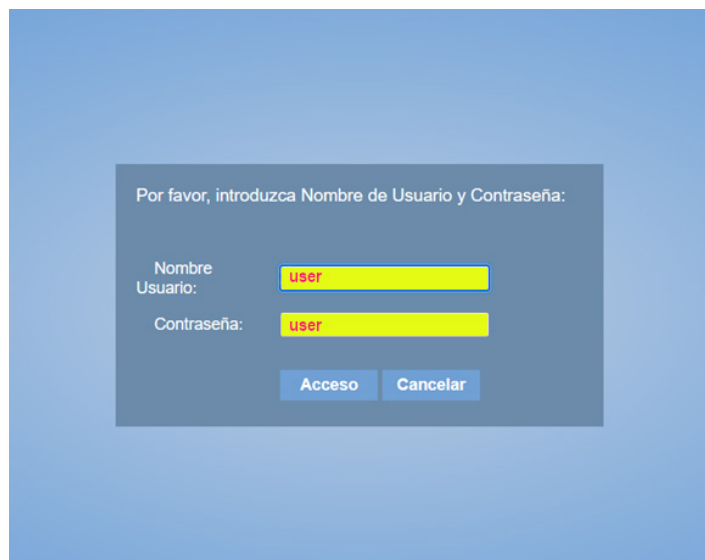 Por favor, introduzca Nombre de Usuario y Contraseña:
Nombre
Usuario:
user
Contraseña:
user
Acceso
Cancelar